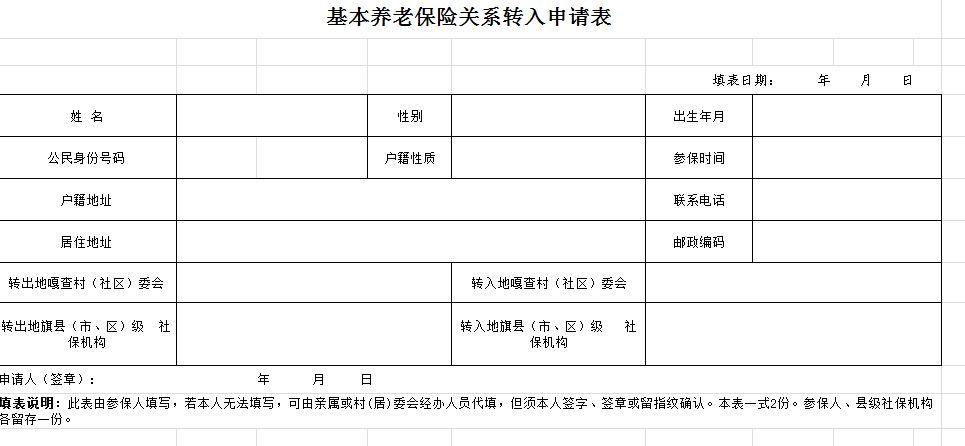 基本养老保险关系转入申请表
填表日期： 年 月 日
姓 名 性别 出生年月
公民身份号码 户籍性质 参保时间
户籍地址 联系电话
居住地址 邮政编码
转出地嘎查村（社区）委会 转入地嘎查村（社区）委会
转出地旗县（市、区）级 社 转入地旗县（市、区）级 社
保机构 保机构
申请人（签章）： 年 月 日
填表说明：此表由参保人填写，若本人无法填写，可由亲属或村(居)委会经办人员代填，但须本人签字、签章或留指纹确认。本表一式2份。参保人、县级社保机构
各留存一份。